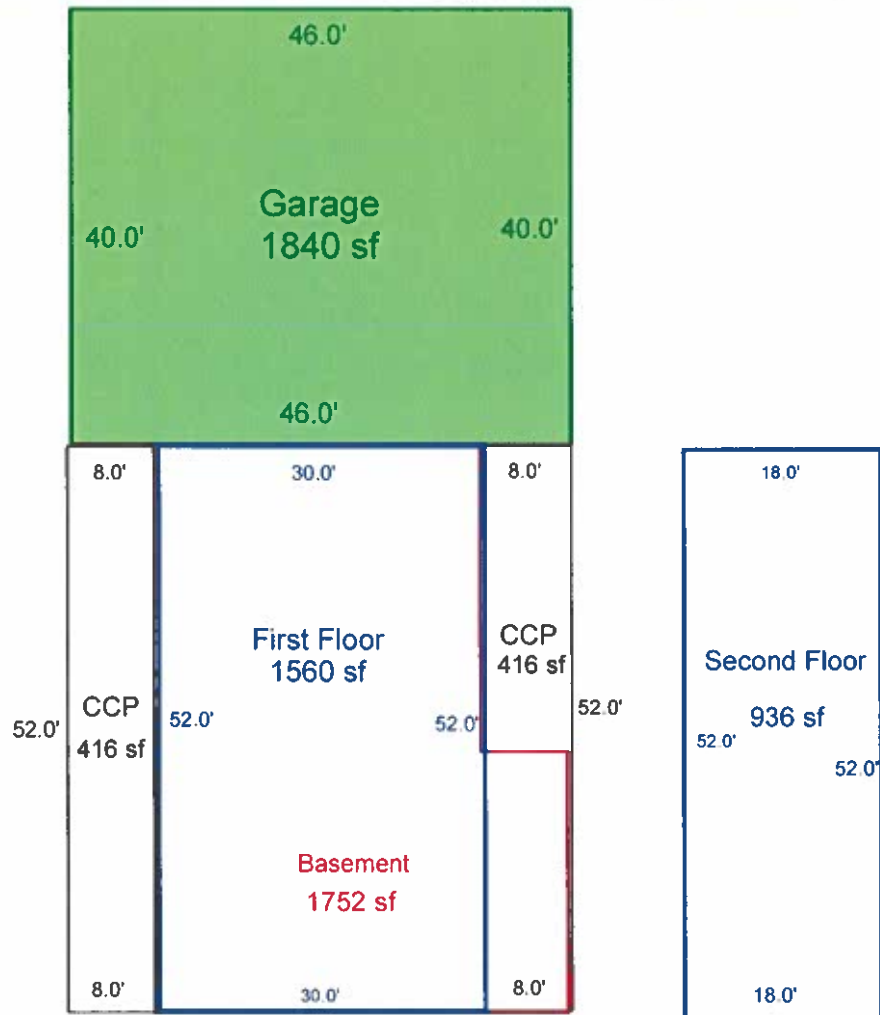 46.0'
Garage
1840 sf
40.0'
40.0'
46.0'
8.0'
30.0'
8.0'
18.0'
First Floor
1560 sf
CCP
416 sf
Second Floor
936 sf
CCP
416 sf
52.0'
52.0'
52.0'
52.0'
52.0'
52.0'
Basement
1752 sf
8.0'
30.0'
8.0'
18.0'